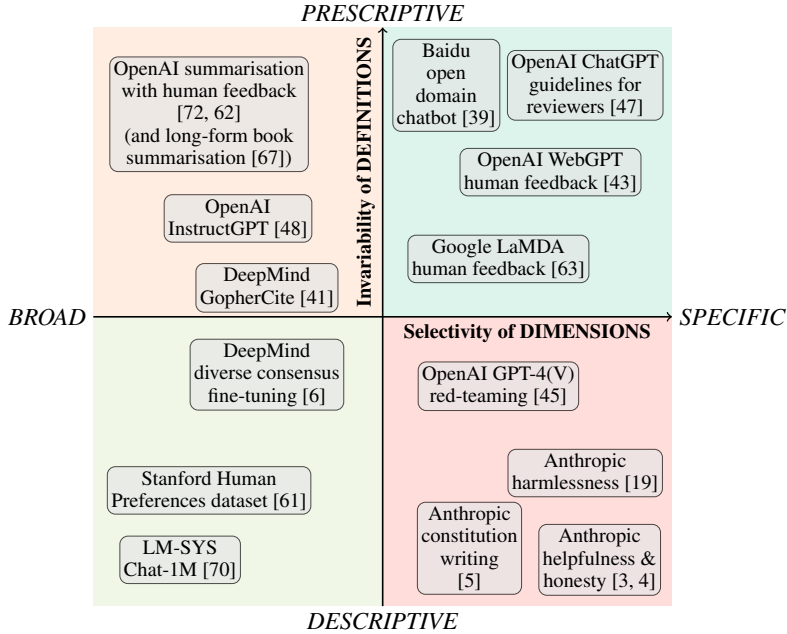 PRESCRIPTIVE
OpenAI summarisation
with human feedback
[72, 62]
(and long-form book
summarisation [67])
OpenAI
InstructGPT [48]
DeepMind
GopherCite [41]
Invariability of DEFINITIONS
Baidu
open
domain
chatbot [39]
OpenAI ChatGPT
guidelines for
reviewers [47]
OpenAI WebGPT
human feedback [43]
Google LaMDA
human feedback [63]
BROAD
SPECIFIC
Selectivity of DIMENSIONS
DeepMind
diverse consensus
fine-tuning [6]
Stanford Human
Preferences dataset [61]
LM-SYS
Chat-1M [70]
OpenAI GPT-4(V)
red-teaming [45]
Anthropic
harmlessness [19]
Anthropic
constitution
writing
[5]
Anthropic
helpfulness &
honesty [3, 4]
DESCRIPTIVE